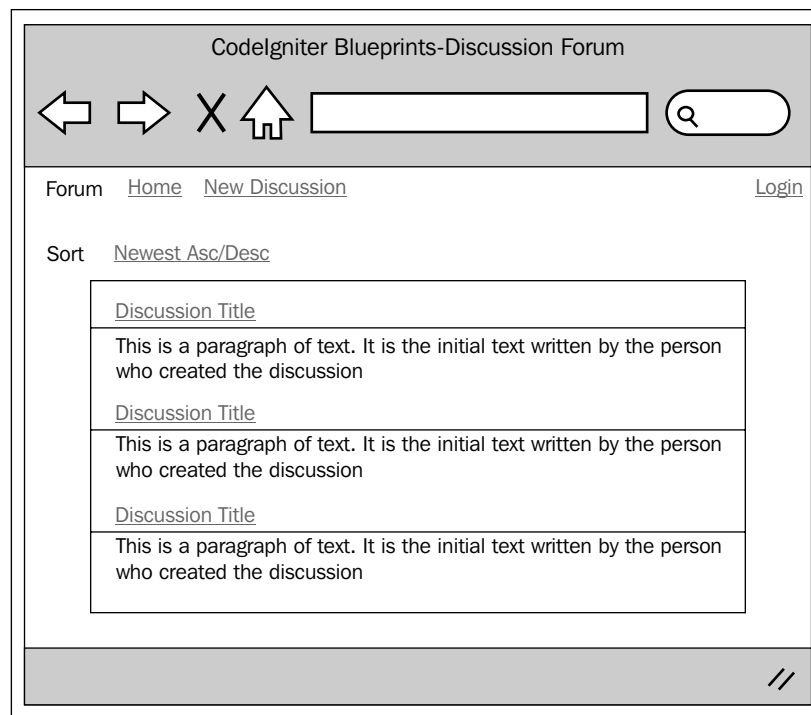 CodeIgniter Blueprints-Discussion Forum
Forum Home New Discussion Login
Sort Newest Asc/Desc
Discussion Title
This is a paragraph of text. It is the initial text written by the person
who created the discussion
Discussion Title
This is a paragraph of text. It is the initial text written by the person
who created the discussion
Discussion Title
This is a paragraph of text. It is the initial text written by the person
who created the discussion